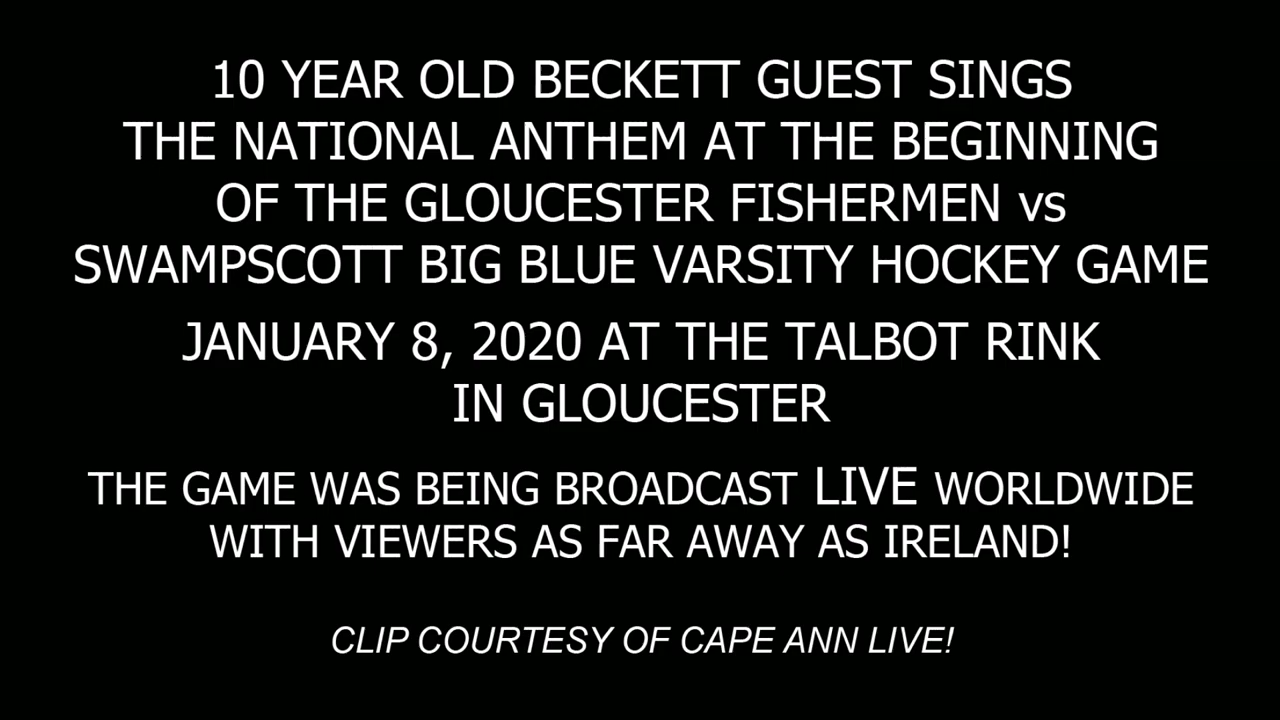 10 YEAR OLD BECKETT GUEST SINGS
THE NATIONAL ANTHEM AT THE BEGINNING
OF THE GLOUCESTER FISHERMEN vs
SWAMPSCOTT BIG BLUE VARSITY HOCKEY GAME
JANUARY 8, 2020 AT THE TALBOT RINK
IN GLOUCESTER
THE GAME WAS BEING BROADCAST LIVE WORLDWIDE
WITH VIEWERS AS FAR AWAY AS IRELAND!
CLIP COURTESY OF CAPE ANN LIVE!